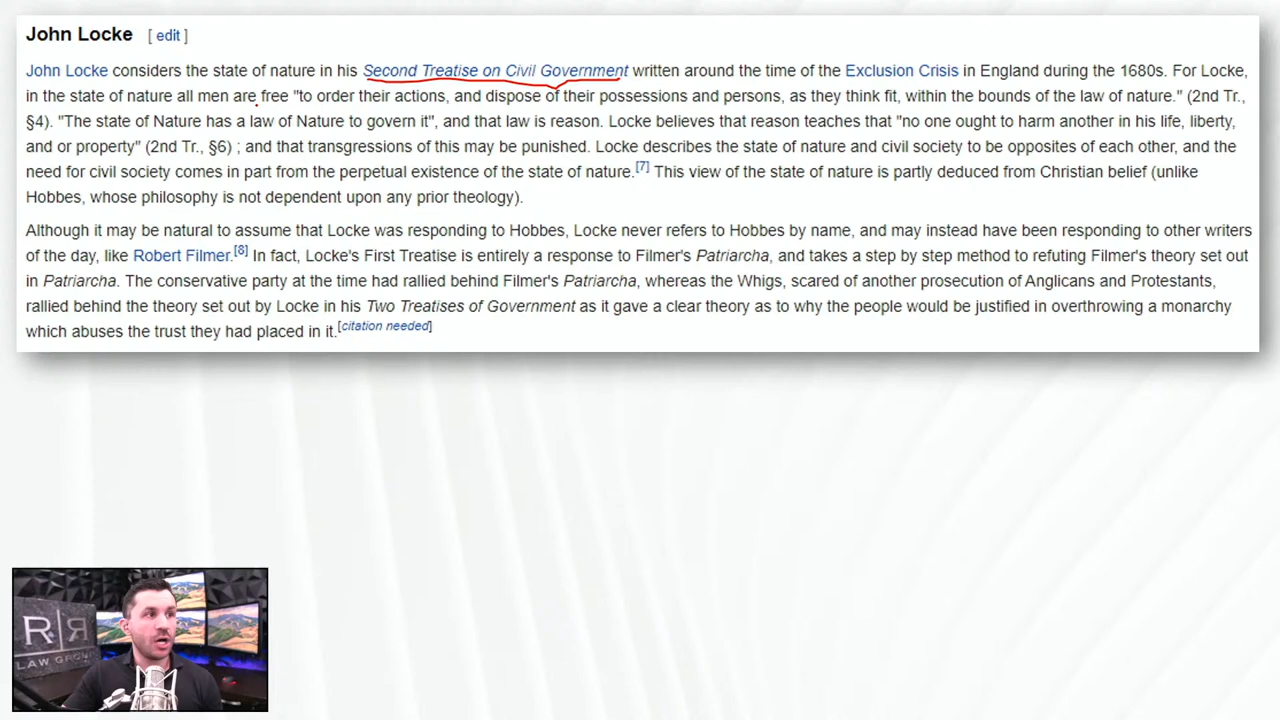 John Locke [ edit ]
John Locke considers the state of nature in his Second Treatise on Civil Government written around the time of the Exclusion Crisis in England during the 1680s. For Locke,
in the state of nature all men are free "to order their actions, and dispose of their possessions and persons, as they think fit, within the bounds of the law of nature." (2nd Tr.,
§4). "The state of Nature has a law of Nature to govern it", and that law is reason. Locke believes that reason teaches that "no one ought to harm another in his life, liberty,
and or property" (2nd Tr., §6) ; and that transgressions of this may be punished. Locke describes the state of nature and civil society to be opposites of each other, and the
need for civil society comes in part from the perpetual existence of the state of nature.[7] This view of the state of nature is partly deduced from Christian belief (unlike
Hobbes, whose philosophy is not dependent upon any prior theology).
Although it may be natural to assume that Locke was responding to Hobbes, Locke never refers to Hobbes by name, and may instead have been responding to other writers
of the day, like Robert Filmer.[8] In fact, Locke's First Treatise is entirely a response to Filmer's Patriarcha, and takes a step by step method to refuting Filmer's theory set out
in Patriarcha. The conservative party at the time had rallied behind Filmer's Patriarcha, whereas the Whigs, scared of another prosecution of Anglicans and Protestants,
rallied behind the theory set out by Locke in his Two Treatises of Government as it gave a clear theory as to why the people would be justified in overthrowing a monarchy
which abuses the trust they had placed in it.[citation needed]
R|R
LAW GROUP